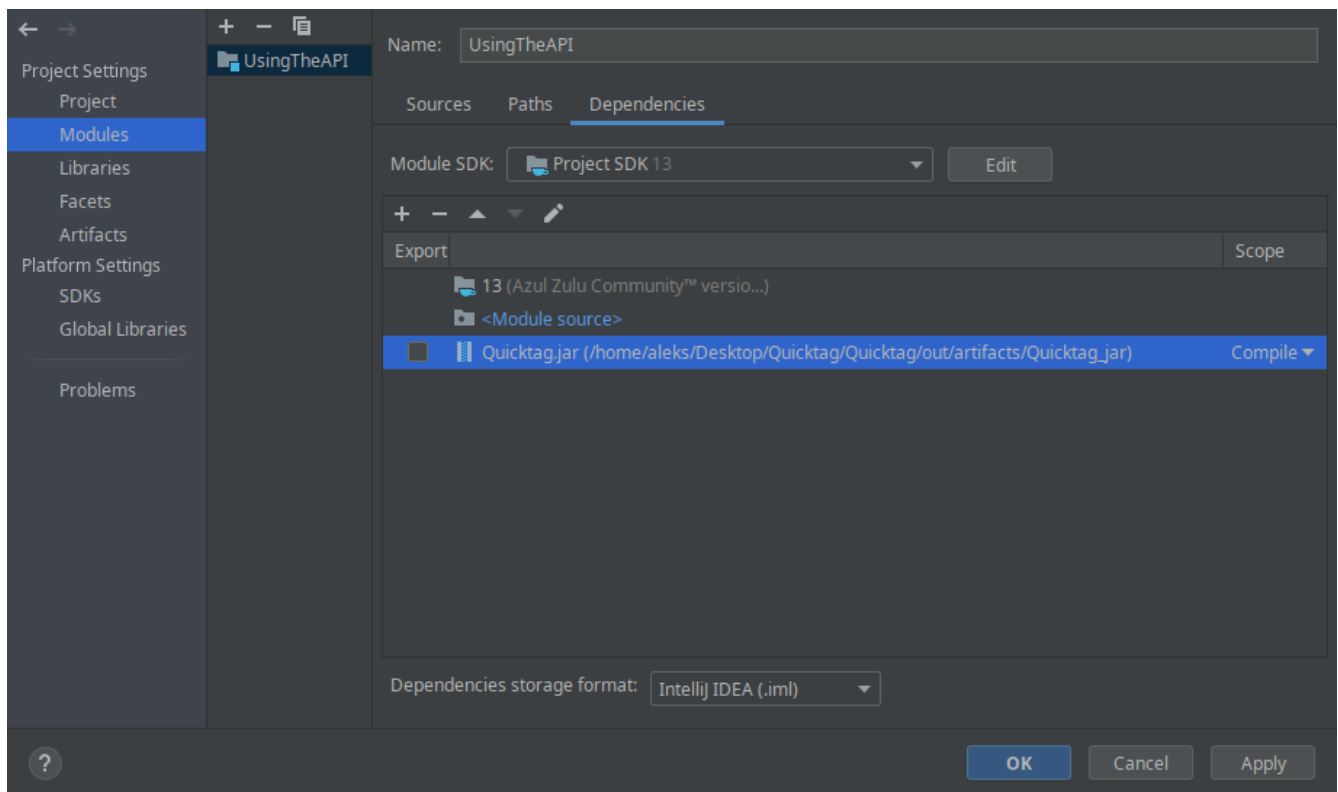 Project Settings
Project
Modules
Libraries
Facets
Artifacts
Platform Settings
SDKs
Global Libraries
Problems
UsingTheAPI
Name: UsingTheAPI
Sources Paths Dependencies
Module SDK: Project SDK 13 Edit
Export Scope
13 (Azul Zulu Community™ versio...)
<Module source>
Quicktag.jar (/home/aleks/Desktop/Quicktag/Quicktag/out/artifacts/Quicktag_jar) Compile
Dependencies storage format: IntelliJ IDEA (.iml)
? OK Cancel Apply